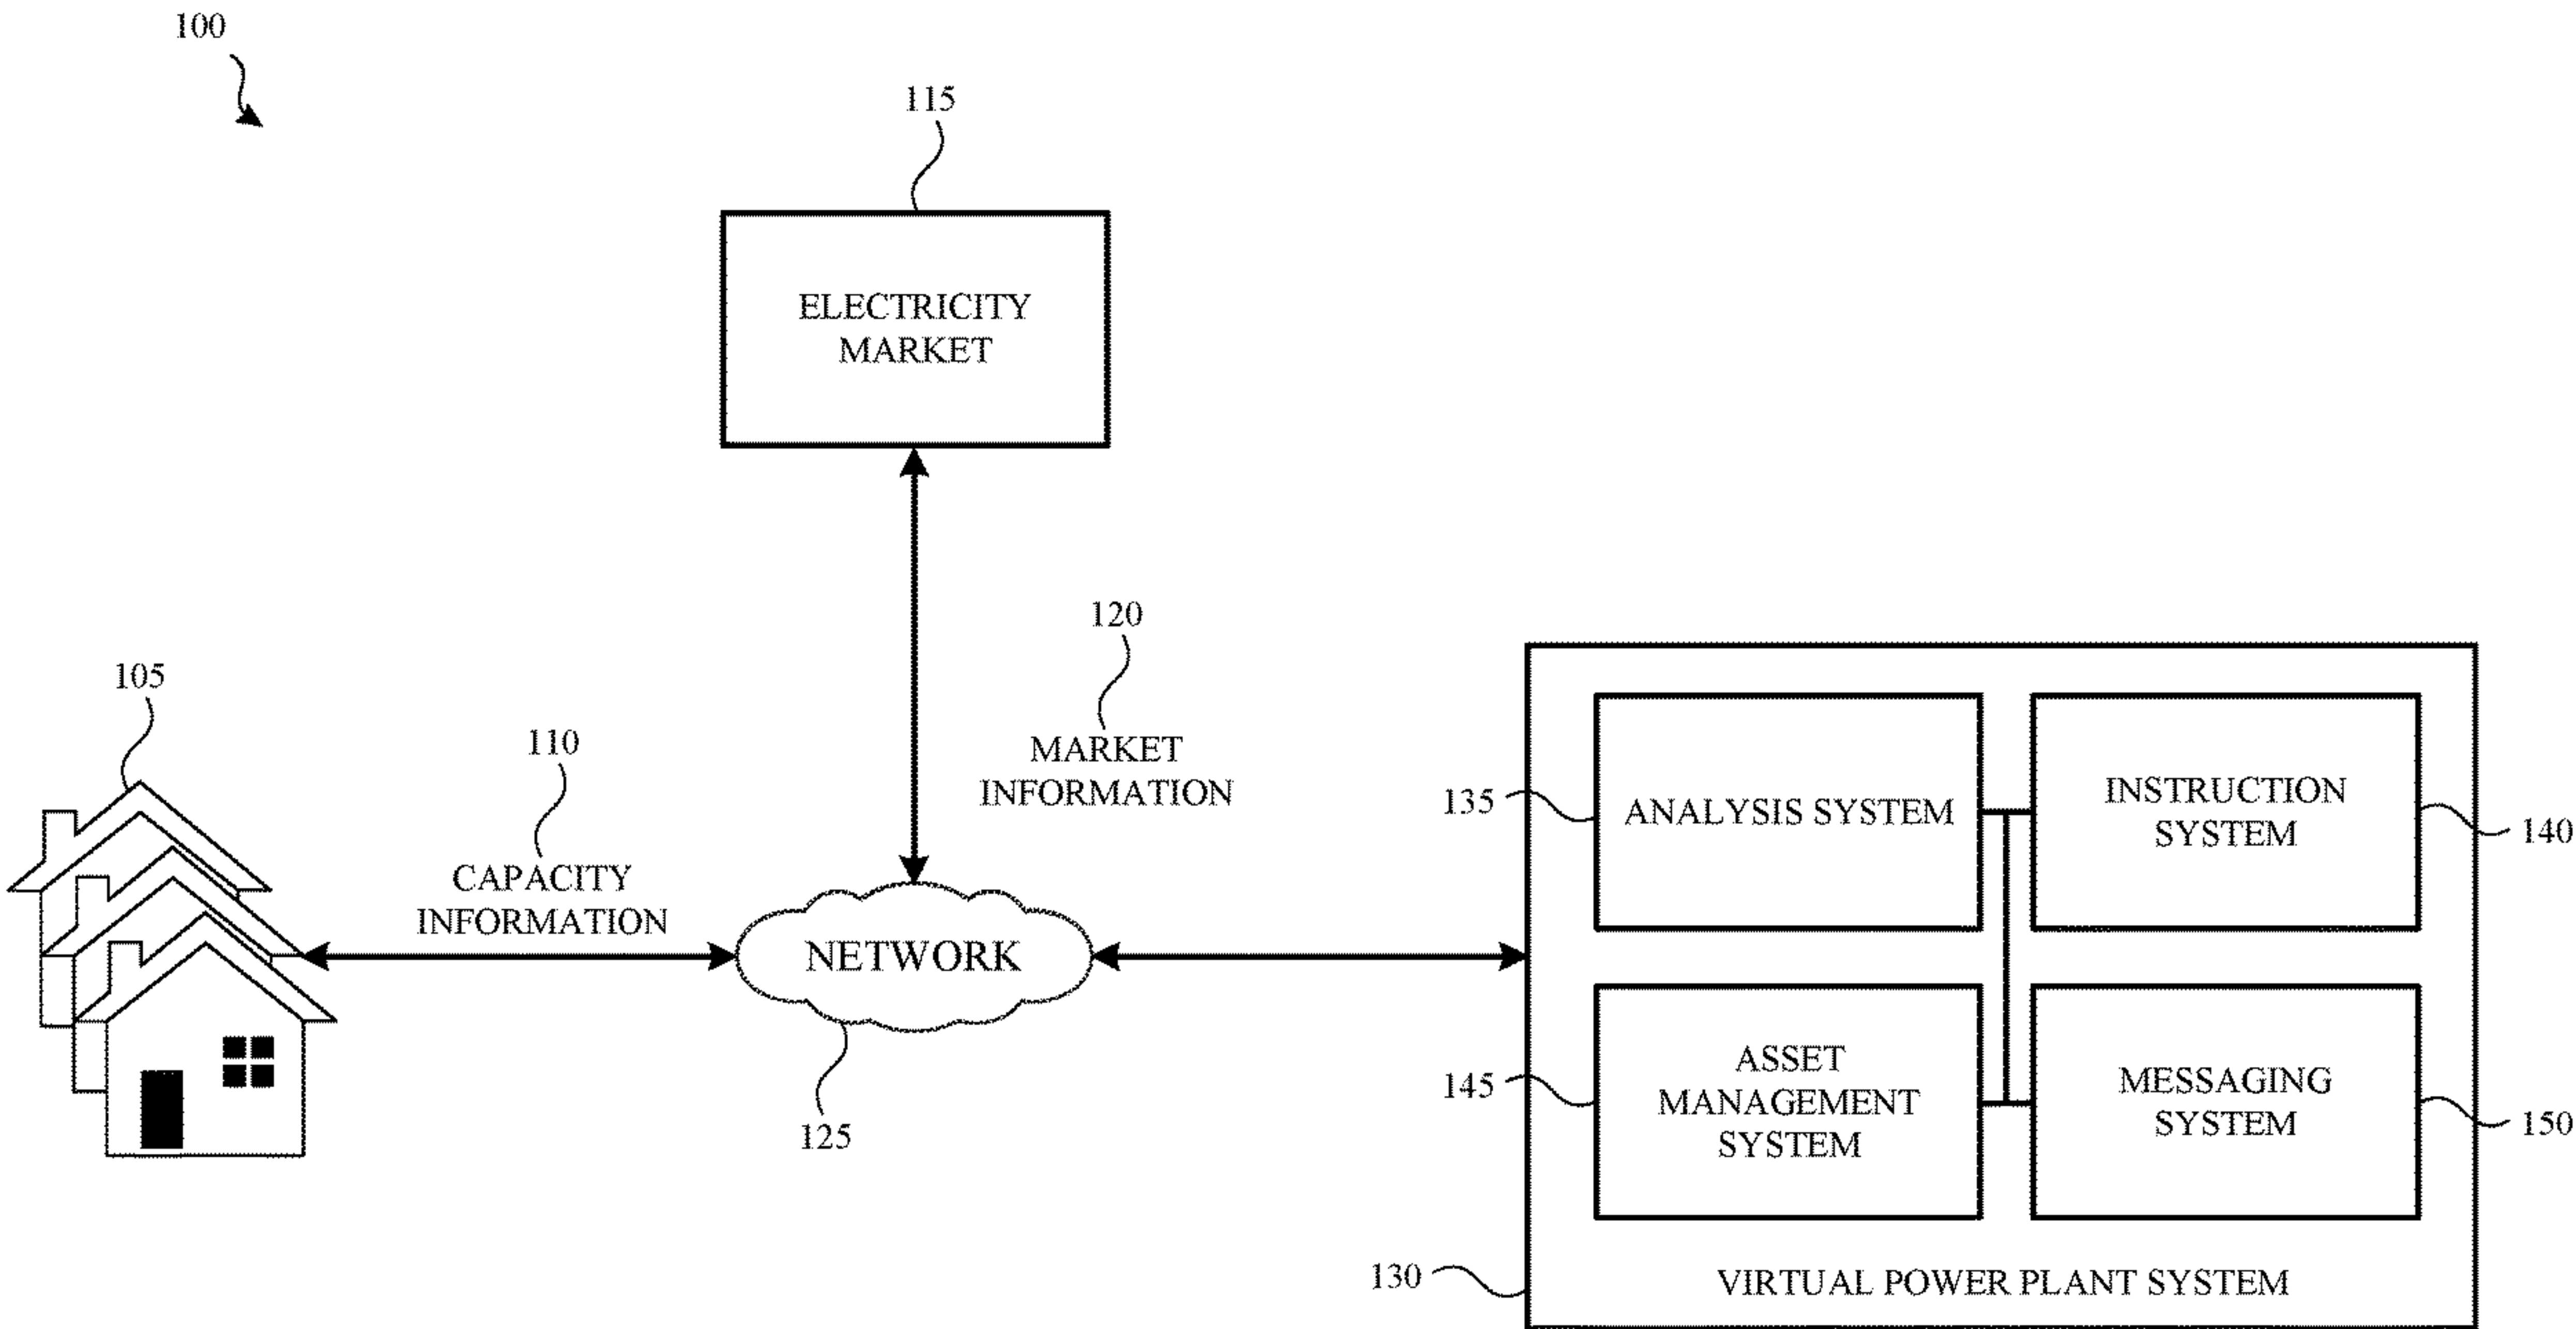 100
115
ELECTRICITY
MARKET
120
MARKET
INFORMATION
105
110
CAPACITY
INFORMATION
NETWORK
125
135
ANALYSIS SYSTEM
INSTRUCTION
SYSTEM
140
145
ASSET
MANAGEMENT
SYSTEM
MESSAGING
SYSTEM
150
130
VIRTUAL POWER PLANT SYSTEM